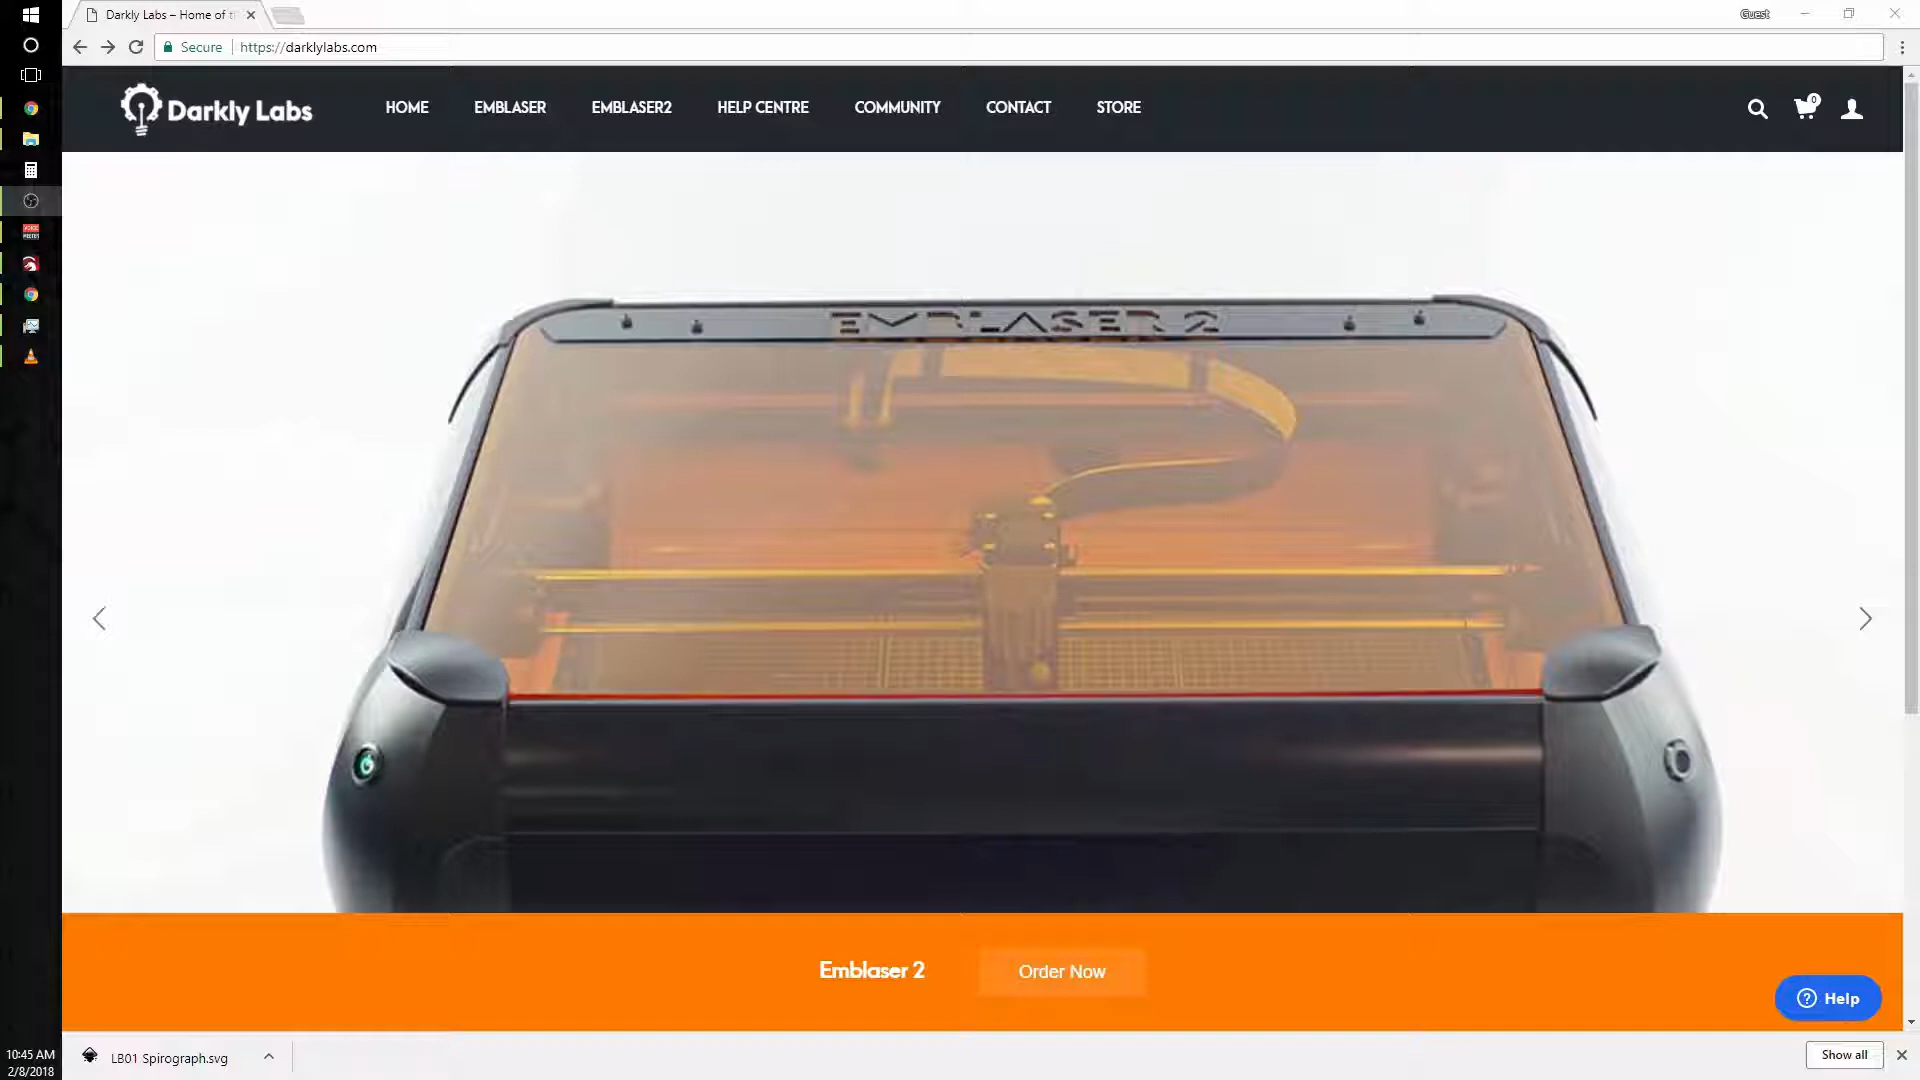 Darkly Labs – Home of t
Guest
Secure
https://darklylabs.com
Darkly Labs
HOME
EMBLASER
EMBLASER2
HELP CENTRE
COMMUNITY
CONTACT
STORE
0
EMBLASER 2
Emblaser 2
Order Now
Help
LB01 Spirograph.svg
Show all
10:45 AM
2/8/2018